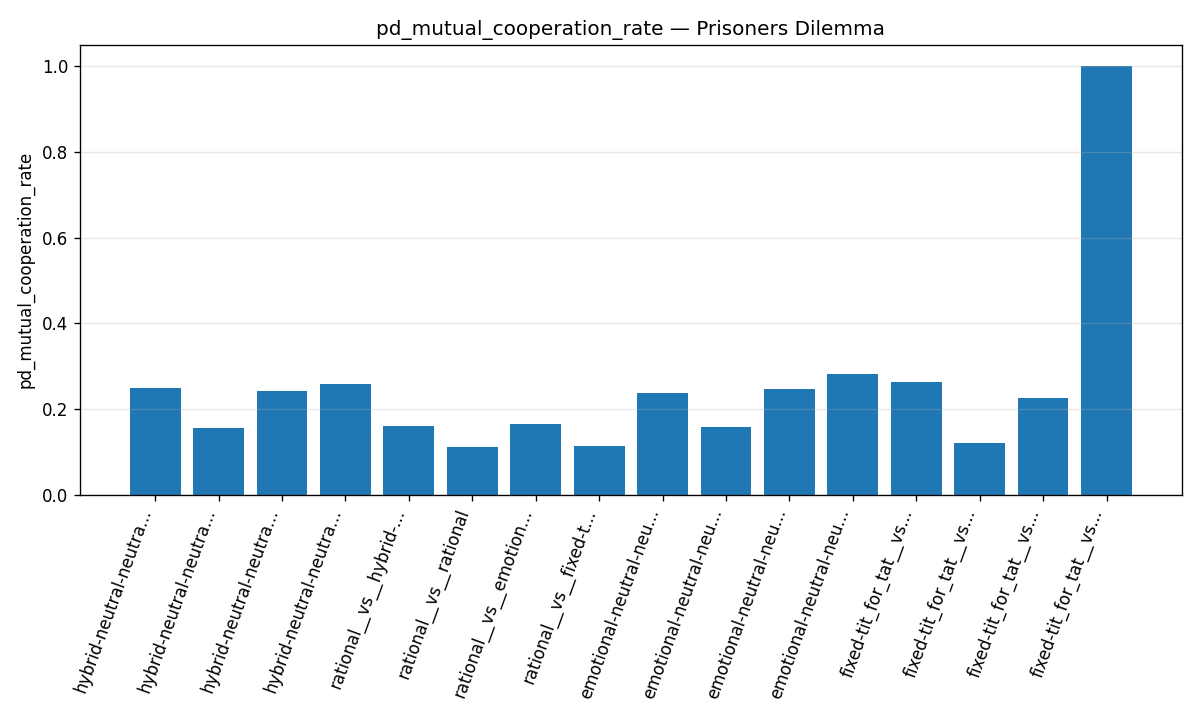 pd_mutual_cooperation_rate — Prisoners Dilemma
pd_mutual_cooperation_rate
1.0
0.8
0.6
0.4
0.2
0.0
hybrid-neutral-neutra...
hybrid-neutral-neutra...
hybrid-neutral-neutra...
hybrid-neutral-neutra...
rational__vs__hybrid-...
rational__vs__rational
rational__vs__emotion...
rational__vs__fixed-t...
emotional-neutral-neu...
emotional-neutral-neu...
emotional-neutral-neu...
emotional-neutral-neu...
fixed-tit_for_tat__vs...
fixed-tit_for_tat__vs...
fixed-tit_for_tat__vs...
fixed-tit_for_tat__vs...